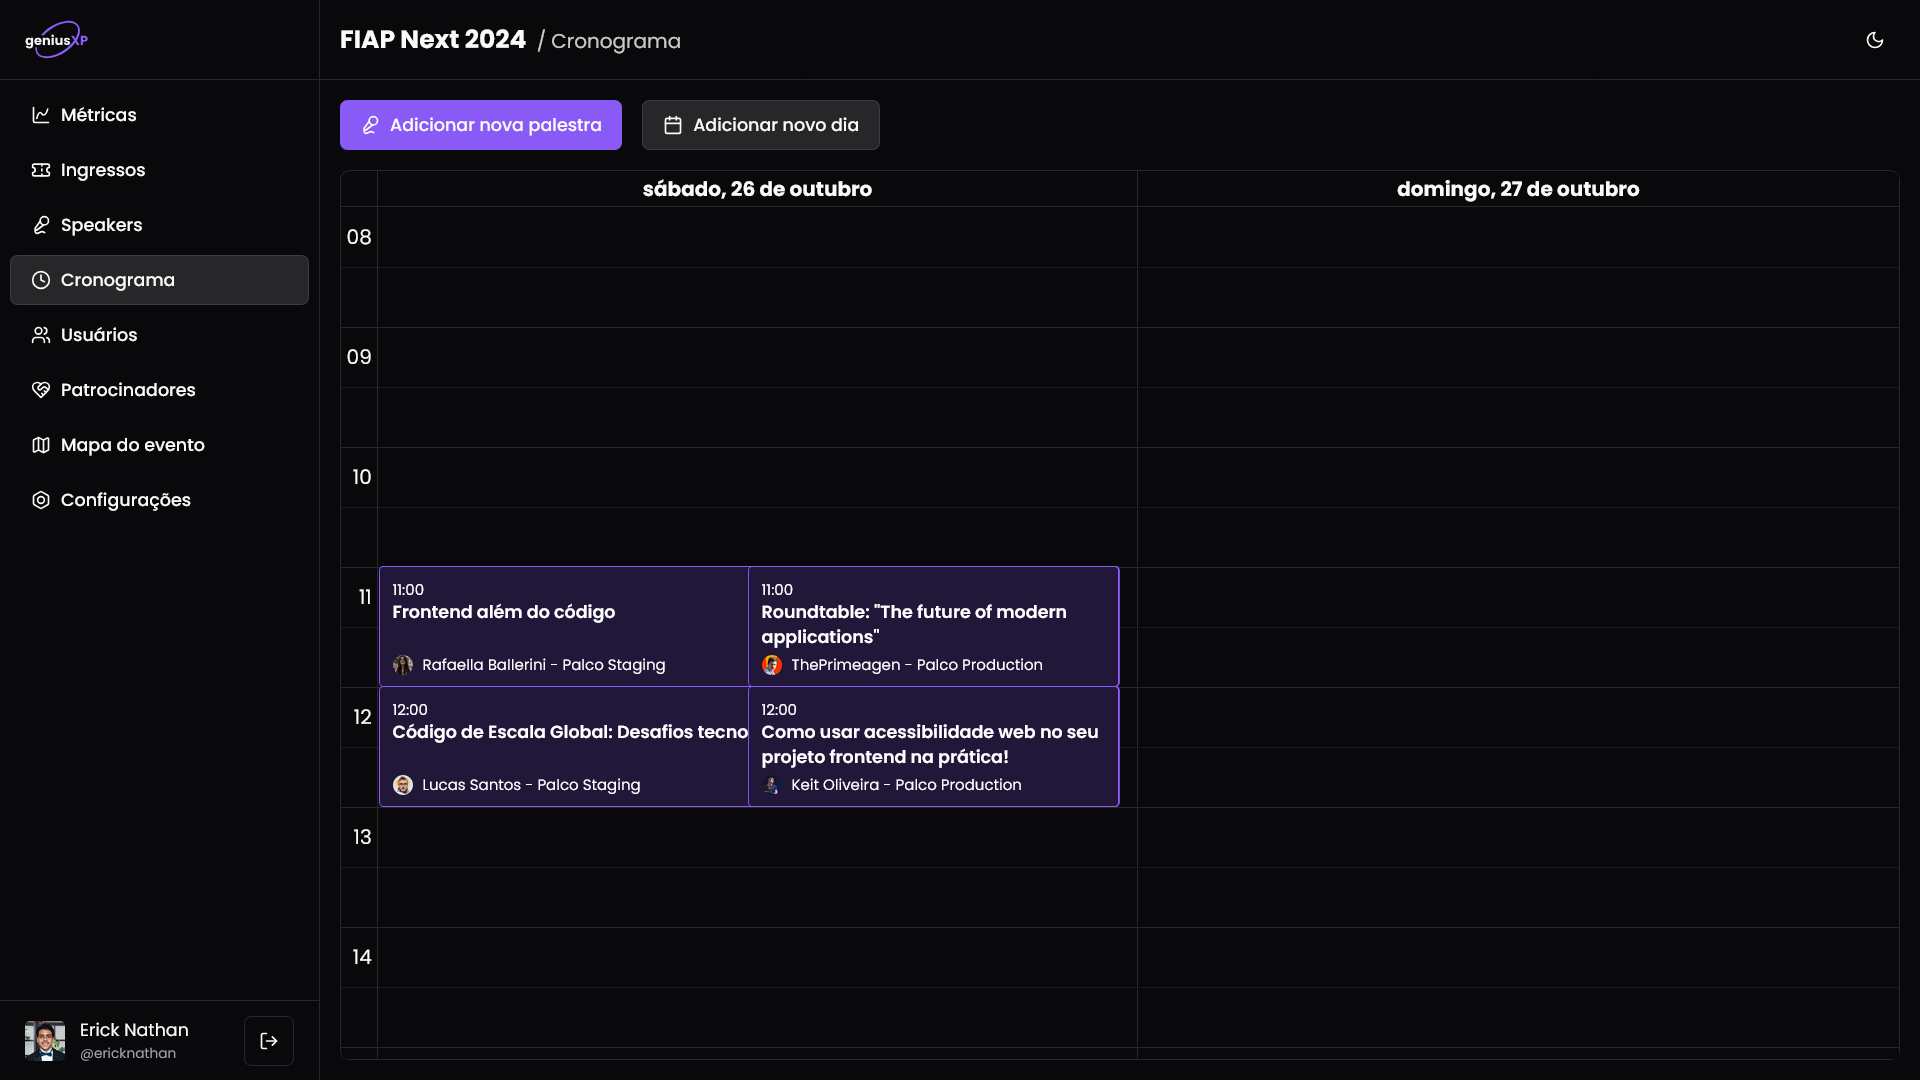 geniusXP
FIAP Next 2024 / Cronograma
Métricas
Ingressos
Speakers
Cronograma
Usuários
Patrocinadores
Mapa do evento
Configurações
Erick Nathan
@ericknathan
Adicionar nova palestra
Adicionar novo dia
sábado, 26 de outubro
domingo, 27 de outubro
08
09
10
11
11:00
Frontend além do código
Rafaella Ballerini - Palco Staging
11:00
Roundtable: "The future of modern
applications"
ThePrimeagen - Palco Production
12
12:00
Código de Escala Global: Desafios tecno
Lucas Santos - Palco Staging
12:00
Como usar acessibilidade web no seu
projeto frontend na prática!
Keit Oliveira - Palco Production
13
14